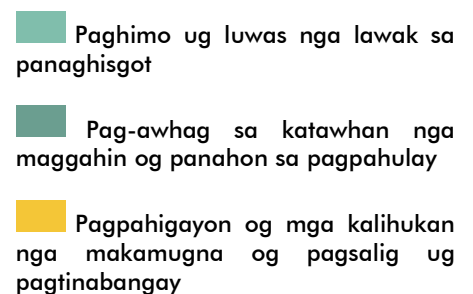 Paghimo ug luwas nga lawak sa
panaghisgot
Pag-awhag sa katawhan nga
maggahin og panahon sa pagpahulay
Pagpahigayon og mga kalihukan
nga makamugna og pagsalig ug
pagtinabangay